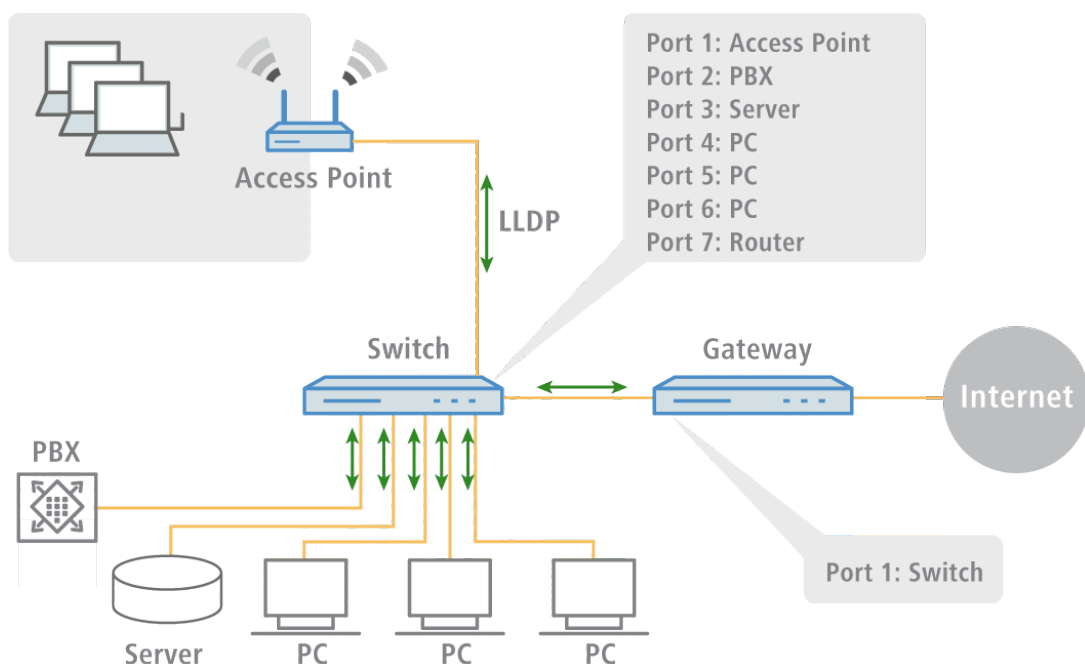 Port 1: Access Point
Port 2: PBX
Port 3: Server
Port 4: PC
Port 5: PC
Port 6: PC
Port 7: Router
Access Point
LLDP
Switch
Gateway
Internet
PBX
Port 1: Switch
Server
PC
PC
PC